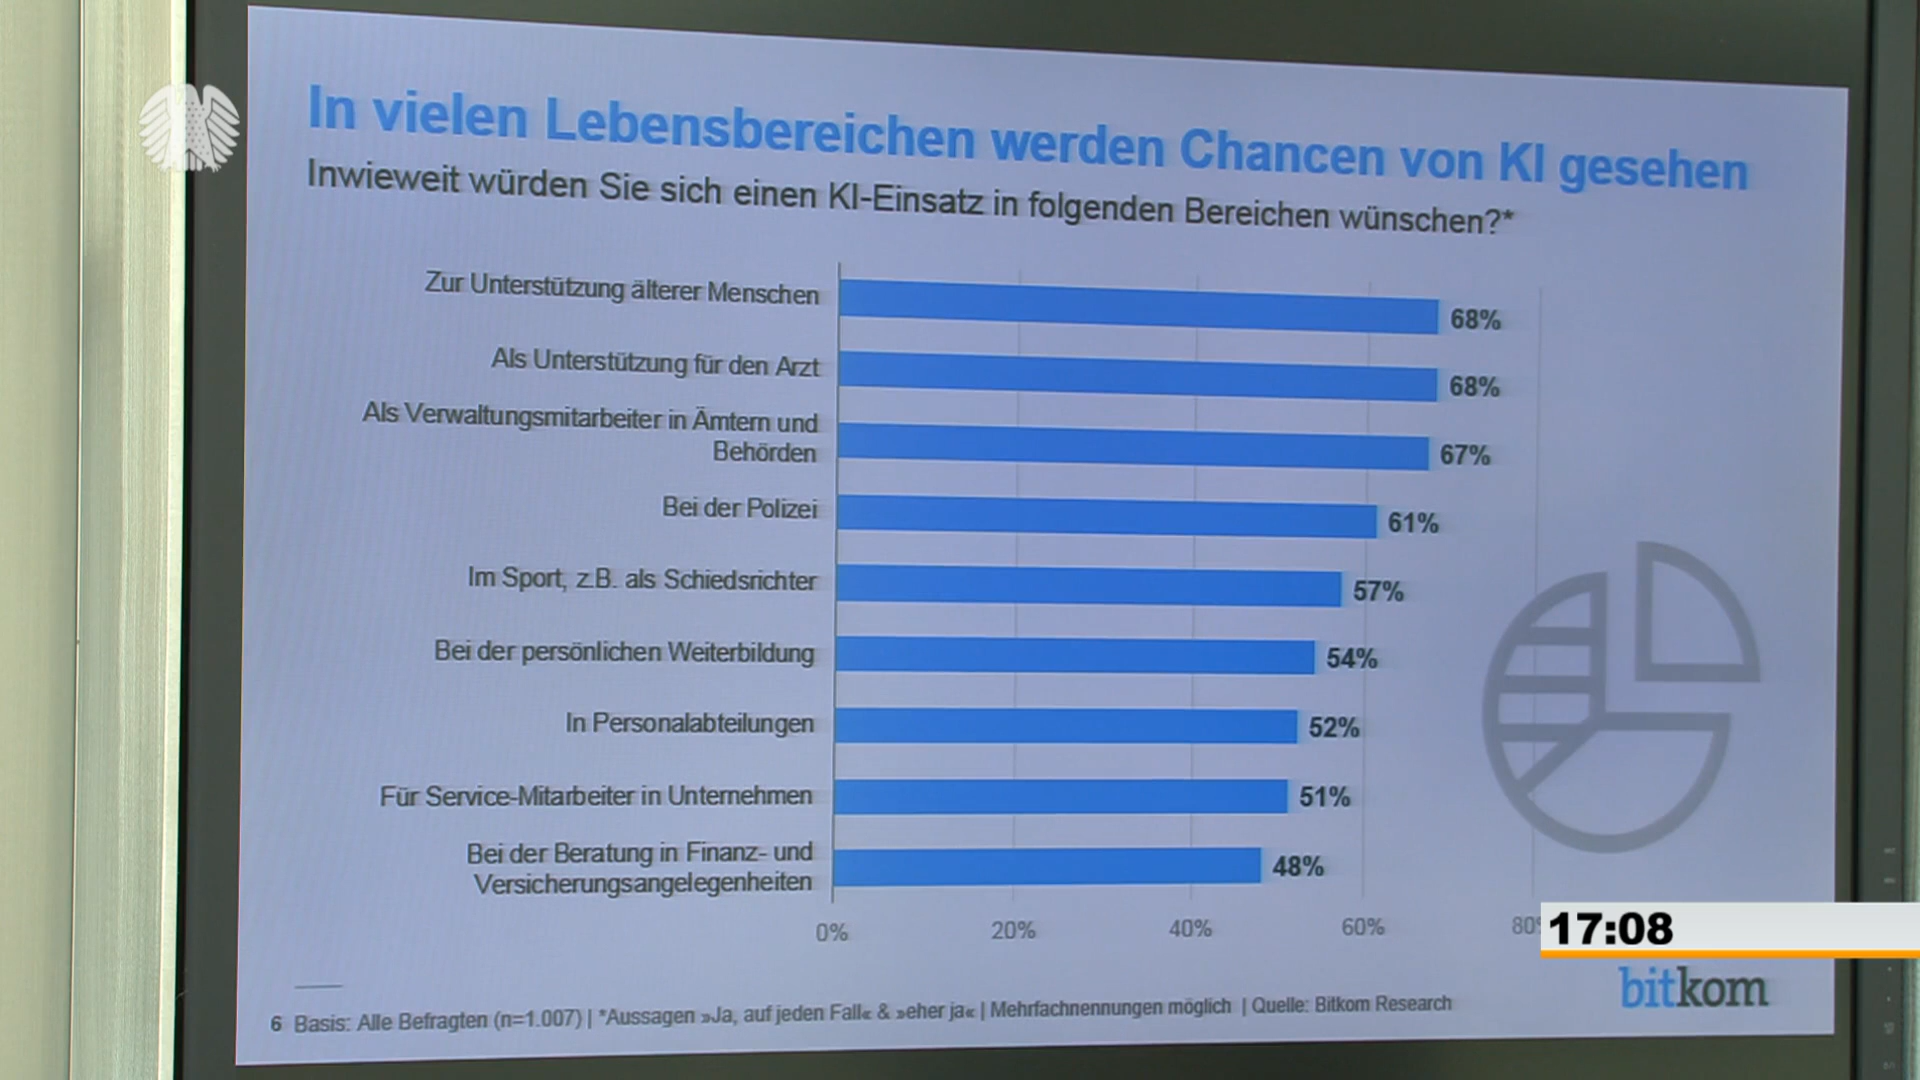 In vielen Lebensbereichen werden Chancen von KI gesehen
Inwieweit würden Sie sich einen KI-Einsatz in folgenden Bereichen wünschen?*
Zur Unterstützung älterer Menschen
68%
Als Unterstützung für den Arzt
68%
Als Verwaltungsmitarbeiter in Ämtern und
Behörden
67%
Bei der Polizei
61%
Im Sport, z.B. als Schiedsrichter
57%
Bei der persönlichen Weiterbildung
54%
In Personalabteilungen
52%
Für Service-Mitarbeiter in Unternehmen
51%
Bei der Beratung in Finanz- und
Versicherungsangelegenheiten
48%
0% 20% 40% 60% 80
17:08
bitkom
6 Basis: Alle Befragten (n=1.007) | *Aussagen »Ja, auf jeden Fall« & »eher ja« | Mehrfachnennungen möglich | Quelle: Bitkom Research